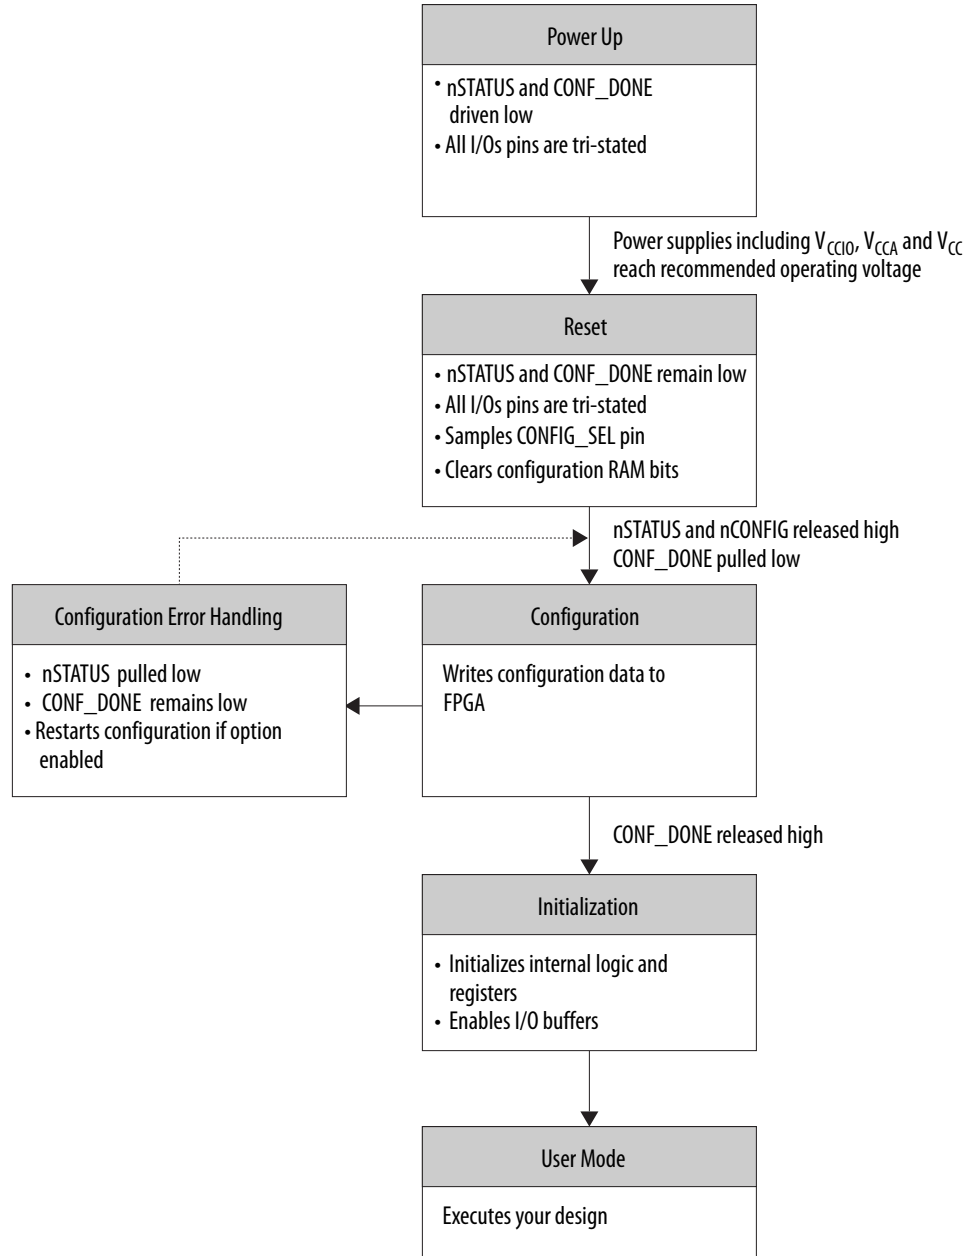 Power Up
• nSTATUS and CONF_DONE
driven low
• All I/Os pins are tri-stated
Power supplies including VCCIO, VCCA and VCC
reach recommended operating voltage
Reset
• nSTATUS and CONF_DONE remain low
• All I/Os pins are tri-stated
• Samples CONFIG_SEL pin
• Clears configuration RAM bits
nSTATUS and nCONFIG released high
CONF_DONE pulled low
Configuration Error Handling
• nSTATUS pulled low
• CONF_DONE remains low
• Restarts configuration if option
enabled
Configuration
Writes configuration data to
FPGA
CONF_DONE released high
Initialization
• Initializes internal logic and
registers
• Enables I/O buffers
User Mode
Executes your design